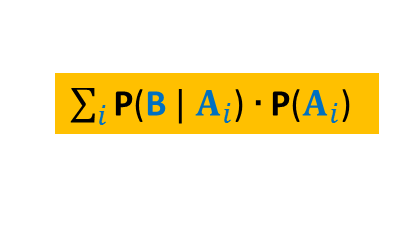 ∑ᵢ P(B | Aᵢ) · P(Aᵢ)